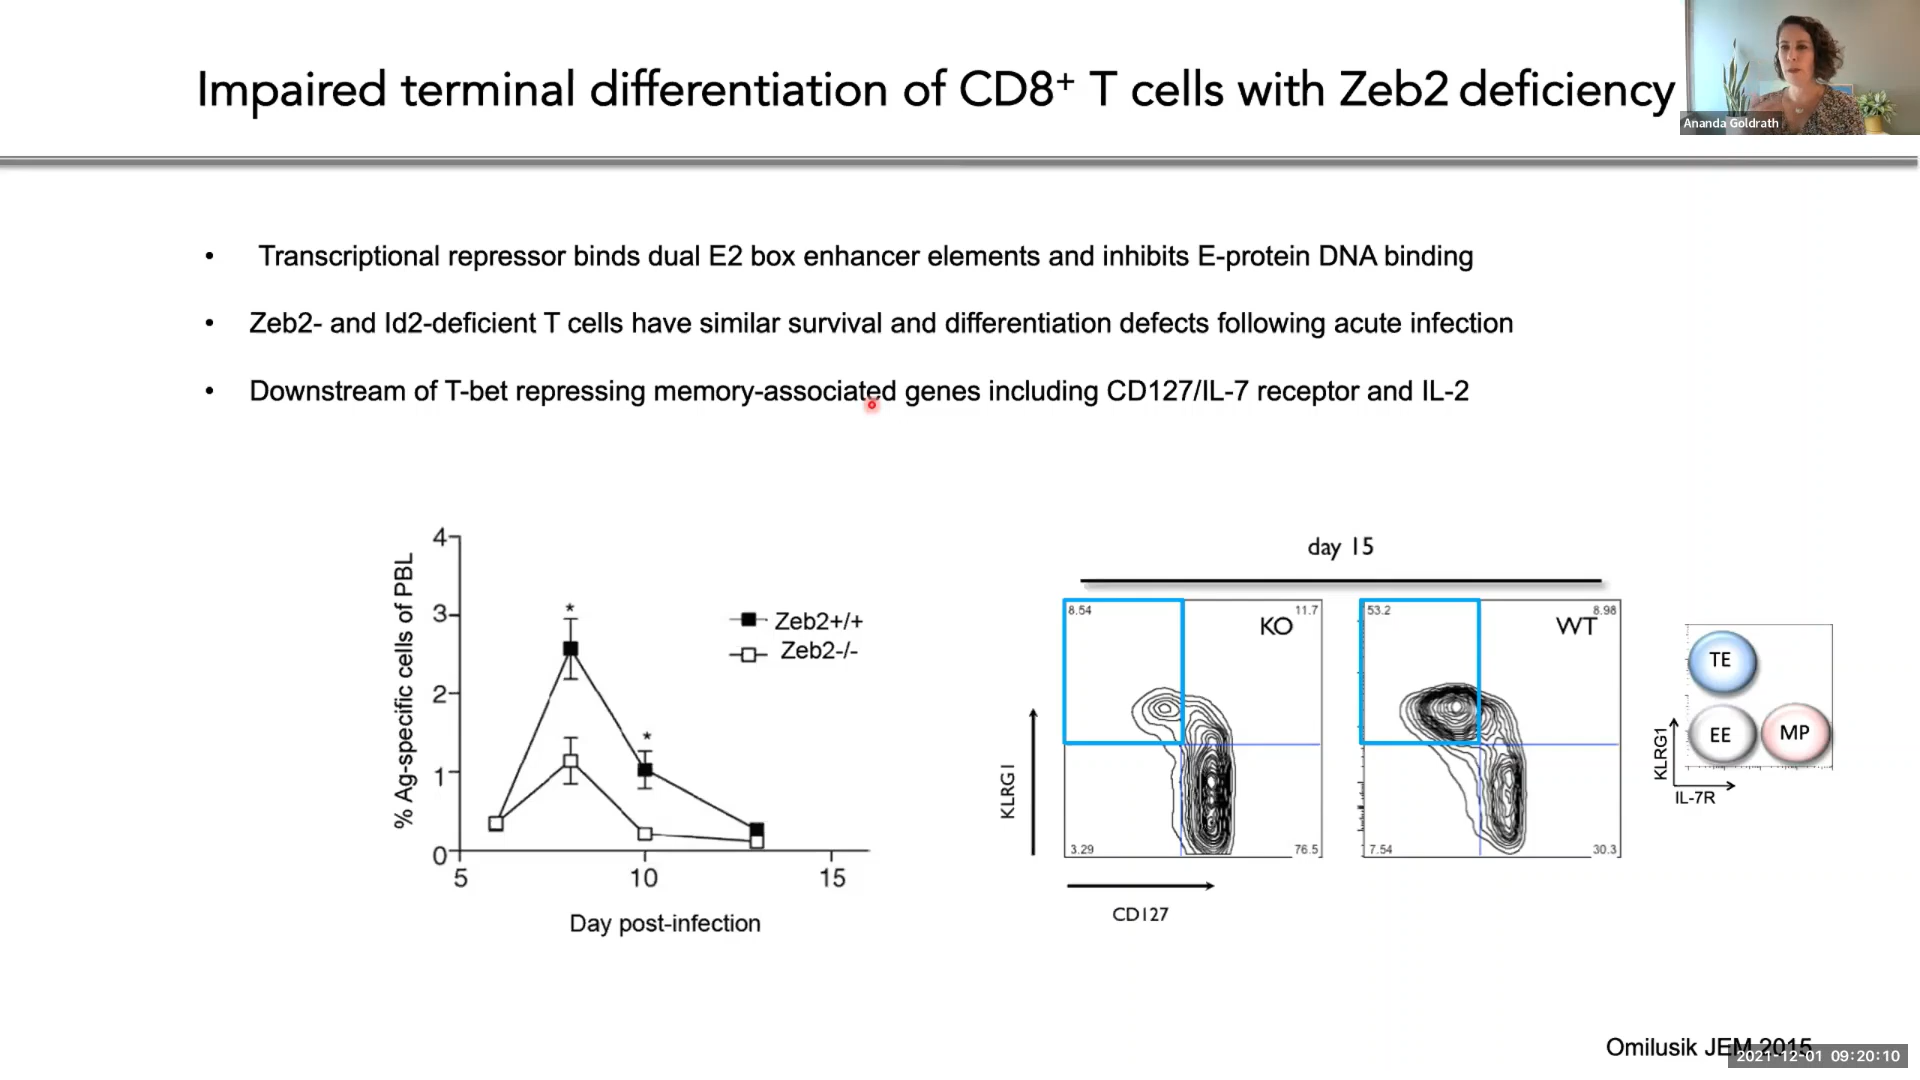 Impaired terminal differentiation of CD8+ T cells with Zeb2 deficiency
Ananda Goldrath
• Transcriptional repressor binds dual E2 box enhancer elements and inhibits E-protein DNA binding
• Zeb2- and Id2-deficient T cells have similar survival and differentiation defects following acute infection
• Downstream of T-bet repressing memory-associated genes including CD127/IL-7 receptor and IL-2
% Ag-specific cells of PBL
4
3
2
1
0
5 10 15
Day post-infection
*
*
Zeb2+/+
Zeb2-/-
day 15
8.54 11.7
KO
3.29 76.5
53.2 8.98
WT
7.54 30.3
KLRG1
CD127
TE
EE MP
KLRG1
IL-7R
Omilusik JEM 2015
2021-12-01 09:20:10